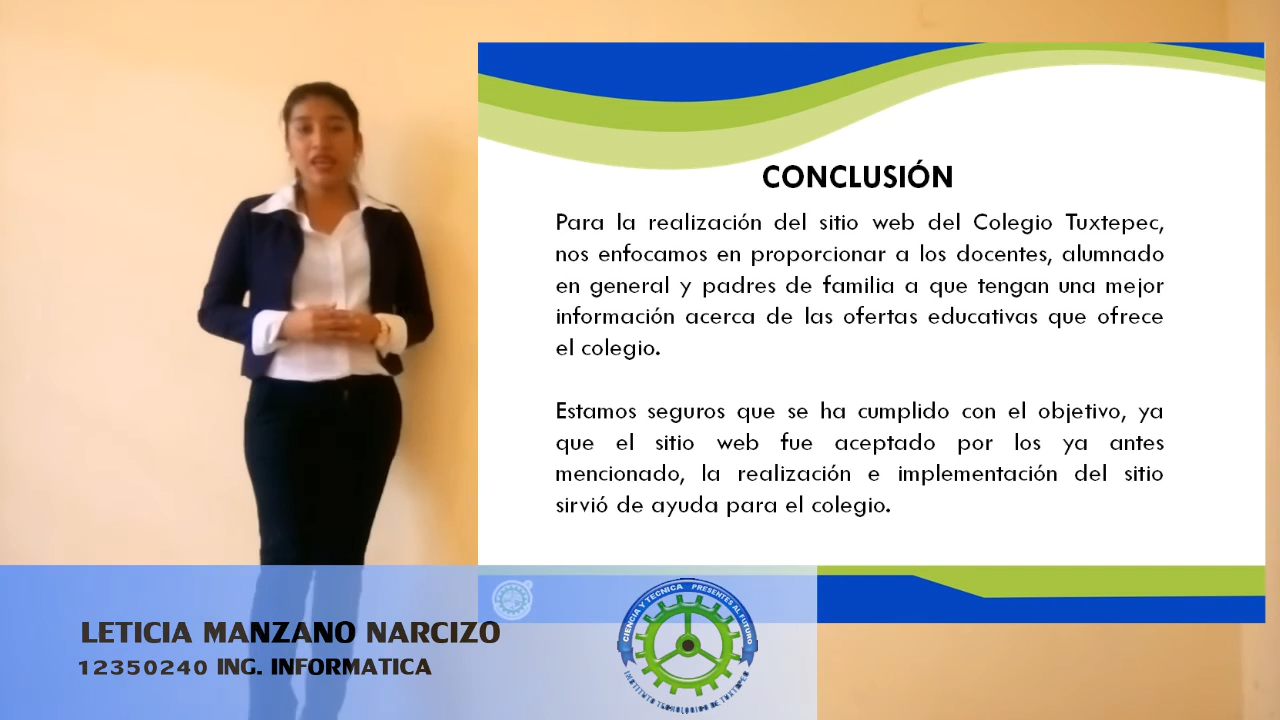 CONCLUSIÓN
Para la realización del sitio web del Colegio Tuxtepec,
nos enfocamos en proporcionar a los docentes, alumnado
en general y padres de familia a que tengan una mejor
información acerca de las ofertas educativas que ofrece
el colegio.
Estamos seguros que se ha cumplido con el objetivo, ya
que el sitio web fue aceptado por los ya antes
mencionado, la realización e implementación del sitio
sirvió de ayuda para el colegio.
LETICIA MANZANO NARCIZO
12350240 ING. INFORMATICA
CIENCIA Y TECNICA PRESENTES AL FUTURO
INSTITUTO TECNOLOGICO DE TUXTEPEC